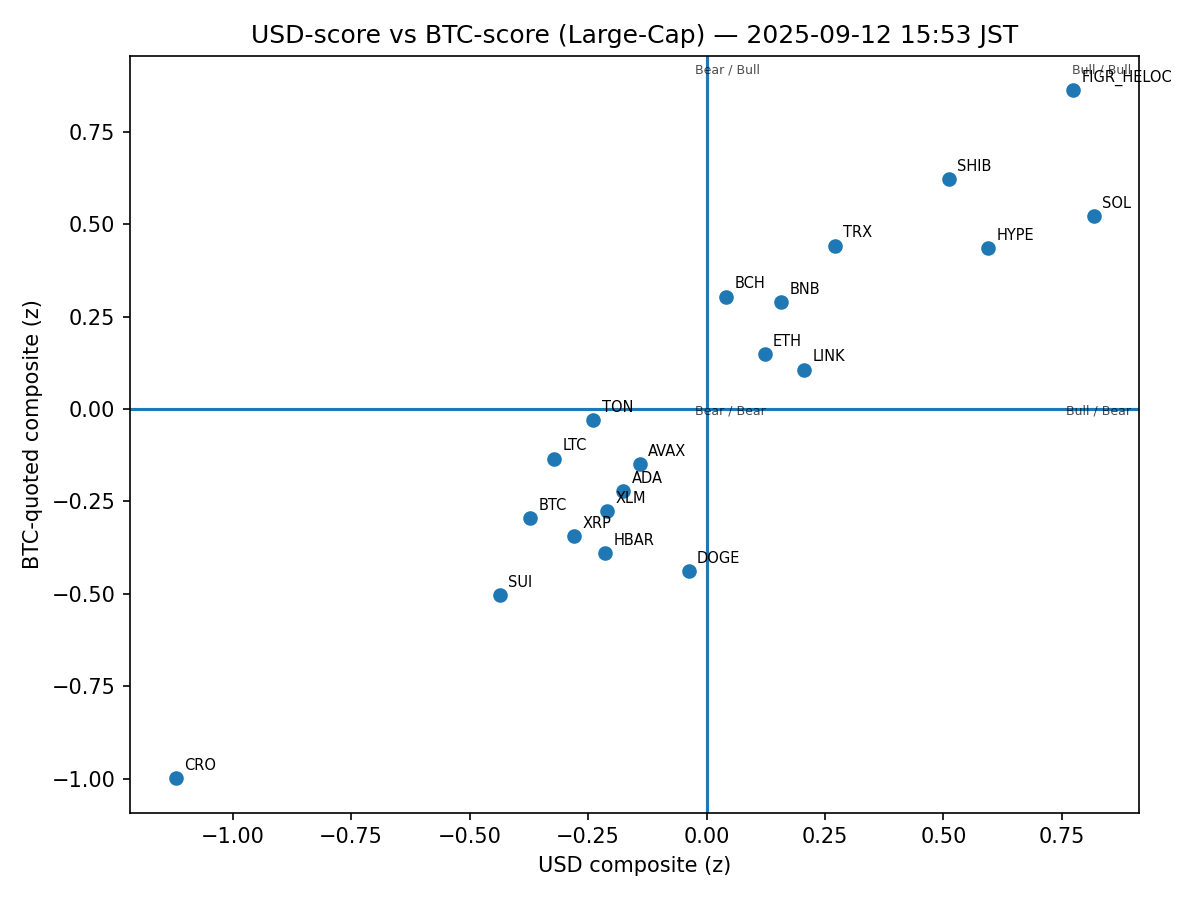 USD-score vs BTC-score (Large-Cap) — 2025-09-12 15:53 JST
Bear / Bull
Bull / Bull
FIGR_HELOC
SHIB
SOL
TRX
HYPE
BCH
BNB
ETH
LINK
TON
Bear / Bear
Bull / Bear
LTC
AVAX
ADA
XLM
BTC
XRP
HBAR
DOGE
SUI
CRO
0.75
0.50
0.25
0.00
−0.25
−0.50
−0.75
−1.00
BTC-quoted composite (z)
−1.00
−0.75
−0.50
−0.25
0.00
0.25
0.50
0.75
USD composite (z)